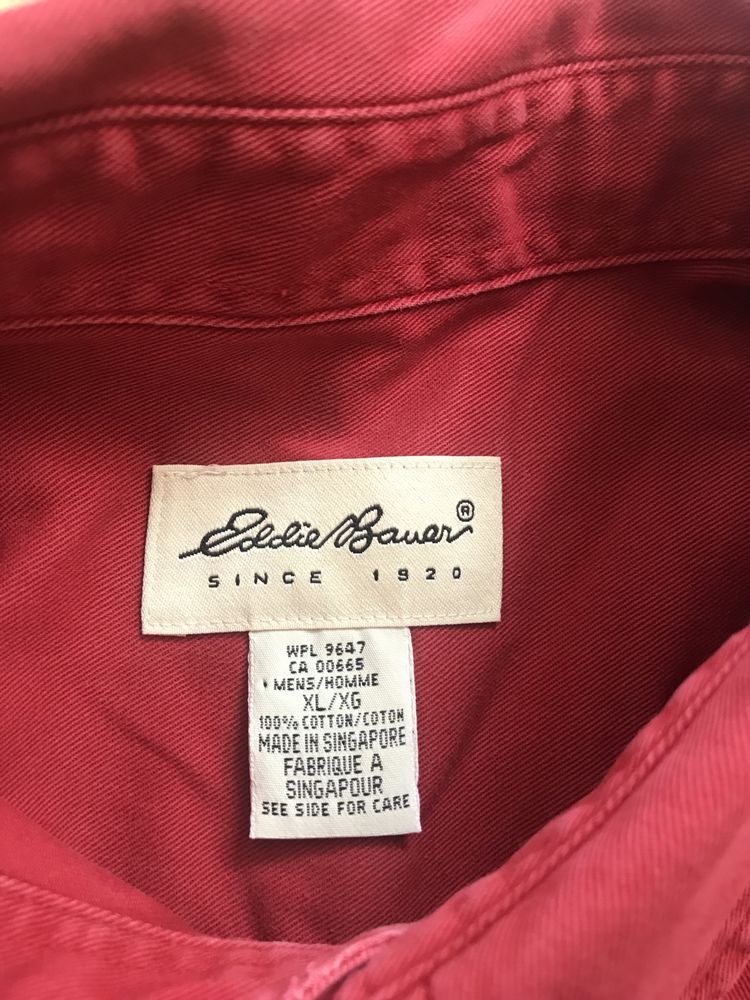 Eddie Bauer®
SINCE 1920
WPL 9647
CA 00665
MENS/HOMME
XL/XG
100% COTTON/COTON
MADE IN SINGAPORE
FABRIQUE A
SINGAPOUR
SEE SIDE FOR CARE